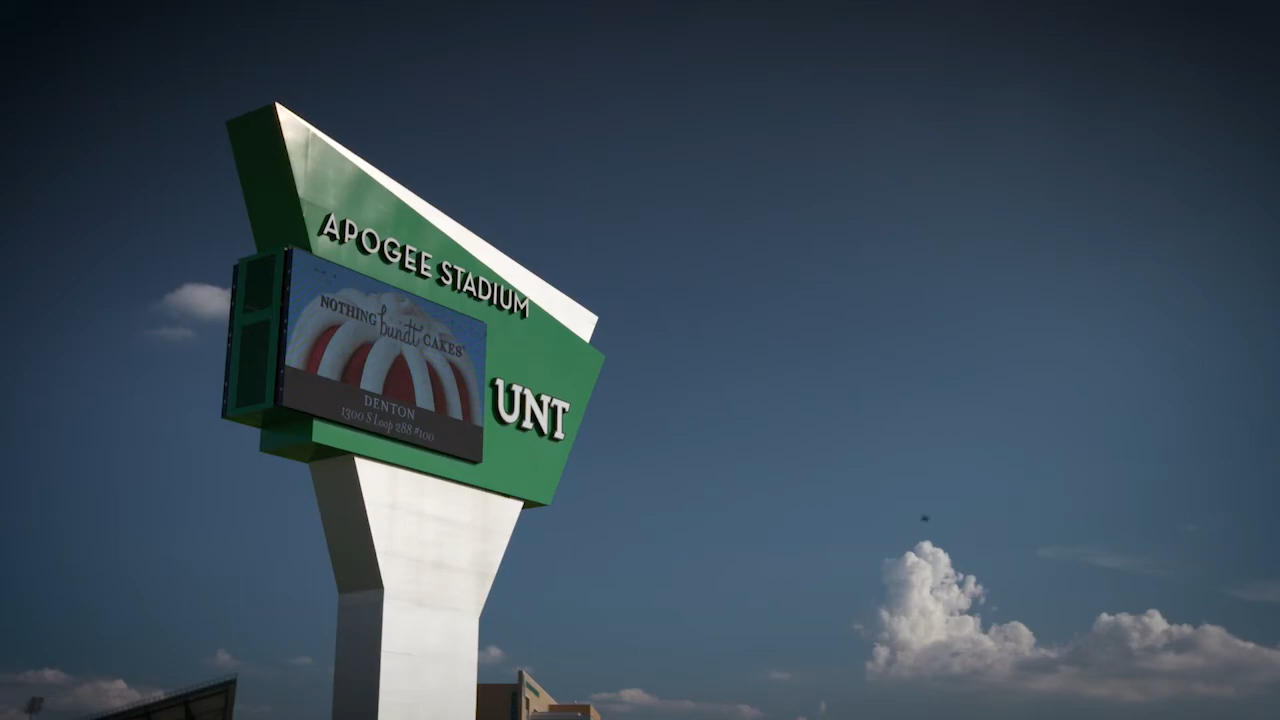 APOGEE STADIUM
NOTHING bundt CAKES
DENTON
1300 S Loop 288 #100
UNT